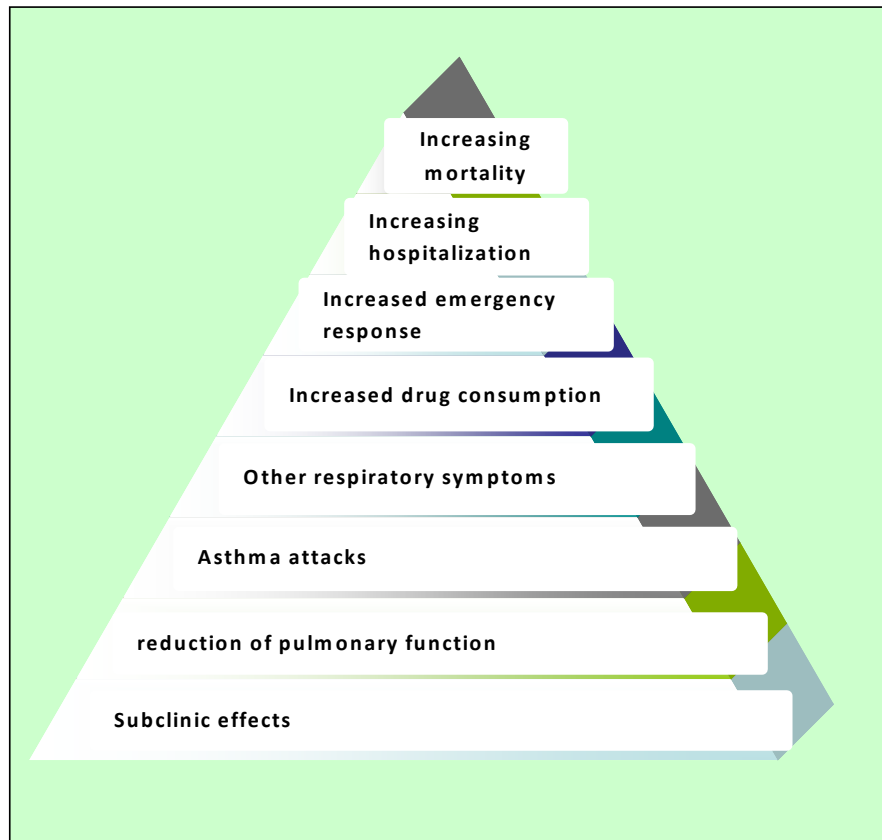 Increasing
mortality
Increasing
hospitalization
Increased emergency
response
Increased drug consumption
Other respiratory symptoms
Asthma attacks
reduction of pulmonary function
Subclinic effects